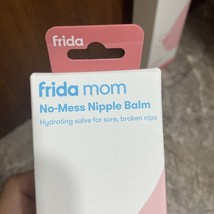 frida
frida mom
No-Mess Nipple Balm
Hydrating salve for sore, broken nips